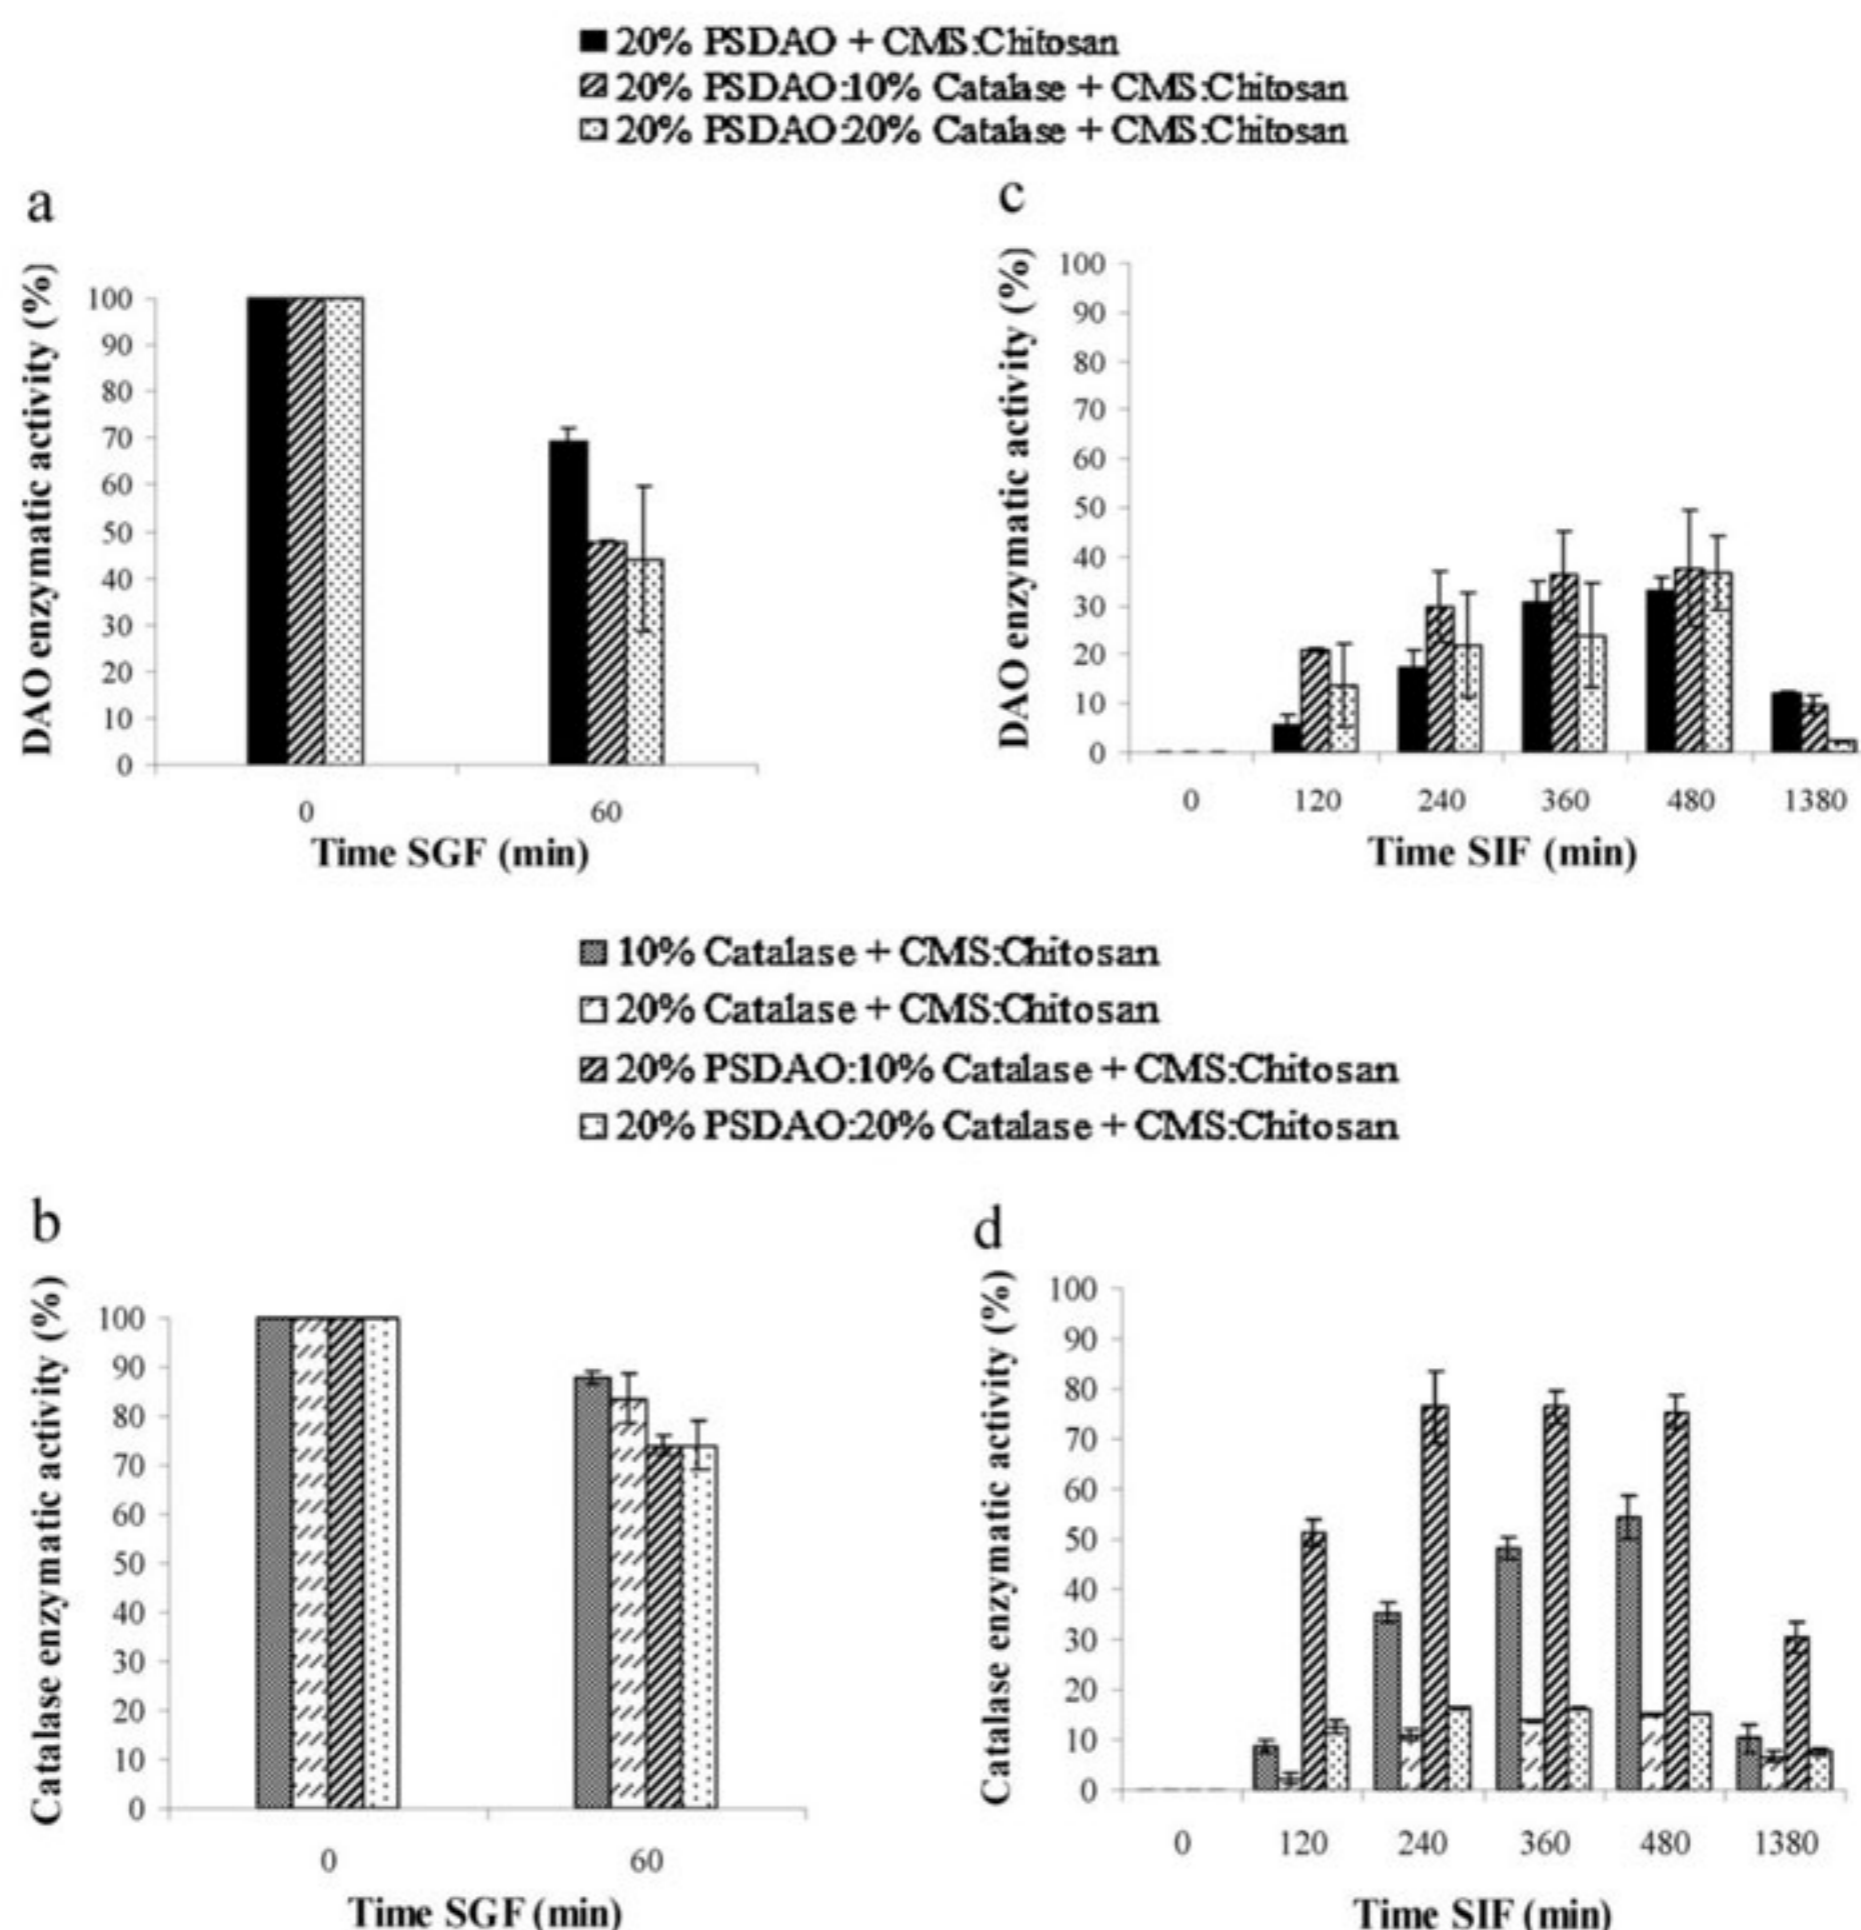 20% PSDAO + CMS:Chitosan
20% PSDAO:10% Catalase + CMS:Chitosan
20% PSDAO:20% Catalase + CMS:Chitosan
a
DAO enzymatic activity (%)
100
90
80
70
60
50
40
30
20
10
0
0 60
Time SGF (min)
c
DAO enzymatic activity (%)
100
90
80
70
60
50
40
30
20
10
0
0 120 240 360 480 1380
Time SIF (min)
10% Catalase + CMS:Chitosan
20% Catalase + CMS:Chitosan
20% PSDAO:10% Catalase + CMS:Chitosan
20% PSDAO:20% Catalase + CMS:Chitosan
b
Catalase enzymatic activity (%)
100
90
80
70
60
50
40
30
20
10
0
0 60
Time SGF (min)
d
Catalase enzymatic activity (%)
100
90
80
70
60
50
40
30
20
10
0
0 120 240 360 480 1380
Time SIF (min)